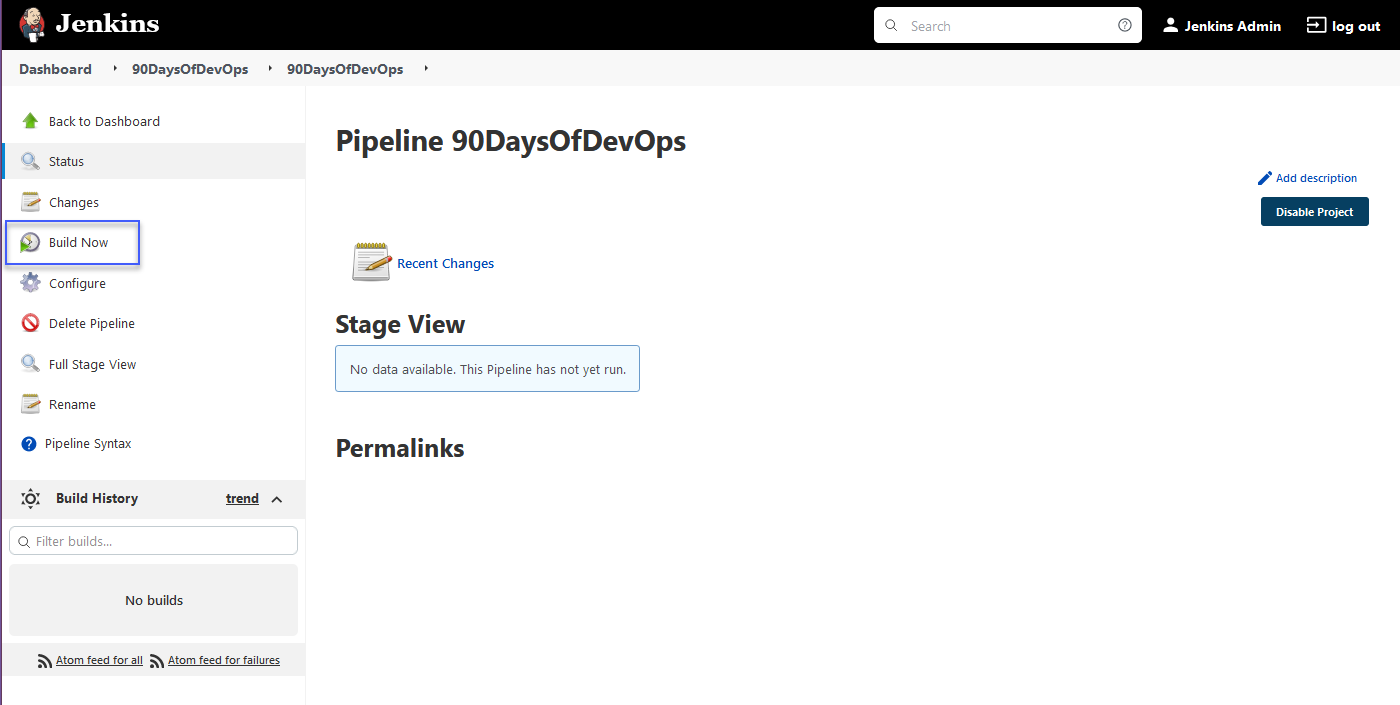 Jenkins
Search
Jenkins Admin
log out
Dashboard 90DaysOfDevOps 90DaysOfDevOps
Back to Dashboard
Status
Changes
Build Now
Configure
Delete Pipeline
Full Stage View
Rename
Pipeline Syntax
Build History trend
Filter builds...
No builds
Atom feed for all Atom feed for failures
Pipeline 90DaysOfDevOps
Add description
Disable Project
Recent Changes
Stage View
No data available. This Pipeline has not yet run.
Permalinks